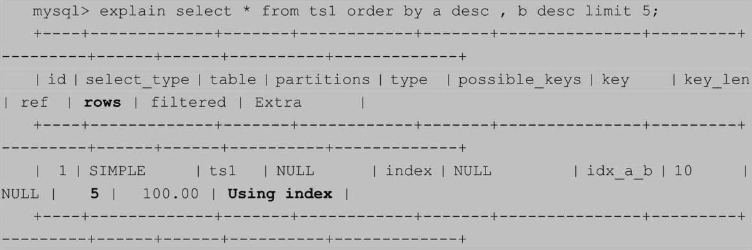 mysql> explain select * from ts1 order by a desc , b desc limit 5;
+----+-------------+-------+------------+-------+---------------+---------+---------+
---------+------+----------+-------------+
| id | select_type | table | partitions | type | possible_keys | key | key_len
| ref | rows | filtered | Extra |
+----+-------------+-------+------------+-------+---------------+---------+---------+
---------+------+----------+-------------+
| 1 | SIMPLE | ts1 | NULL | index | NULL | idx_a_b | 10 |
NULL | 5 | 100.00 | Using index |
+----+-------------+-------+------------+-------+---------------+---------+---------+
---------+------+----------+-------------+